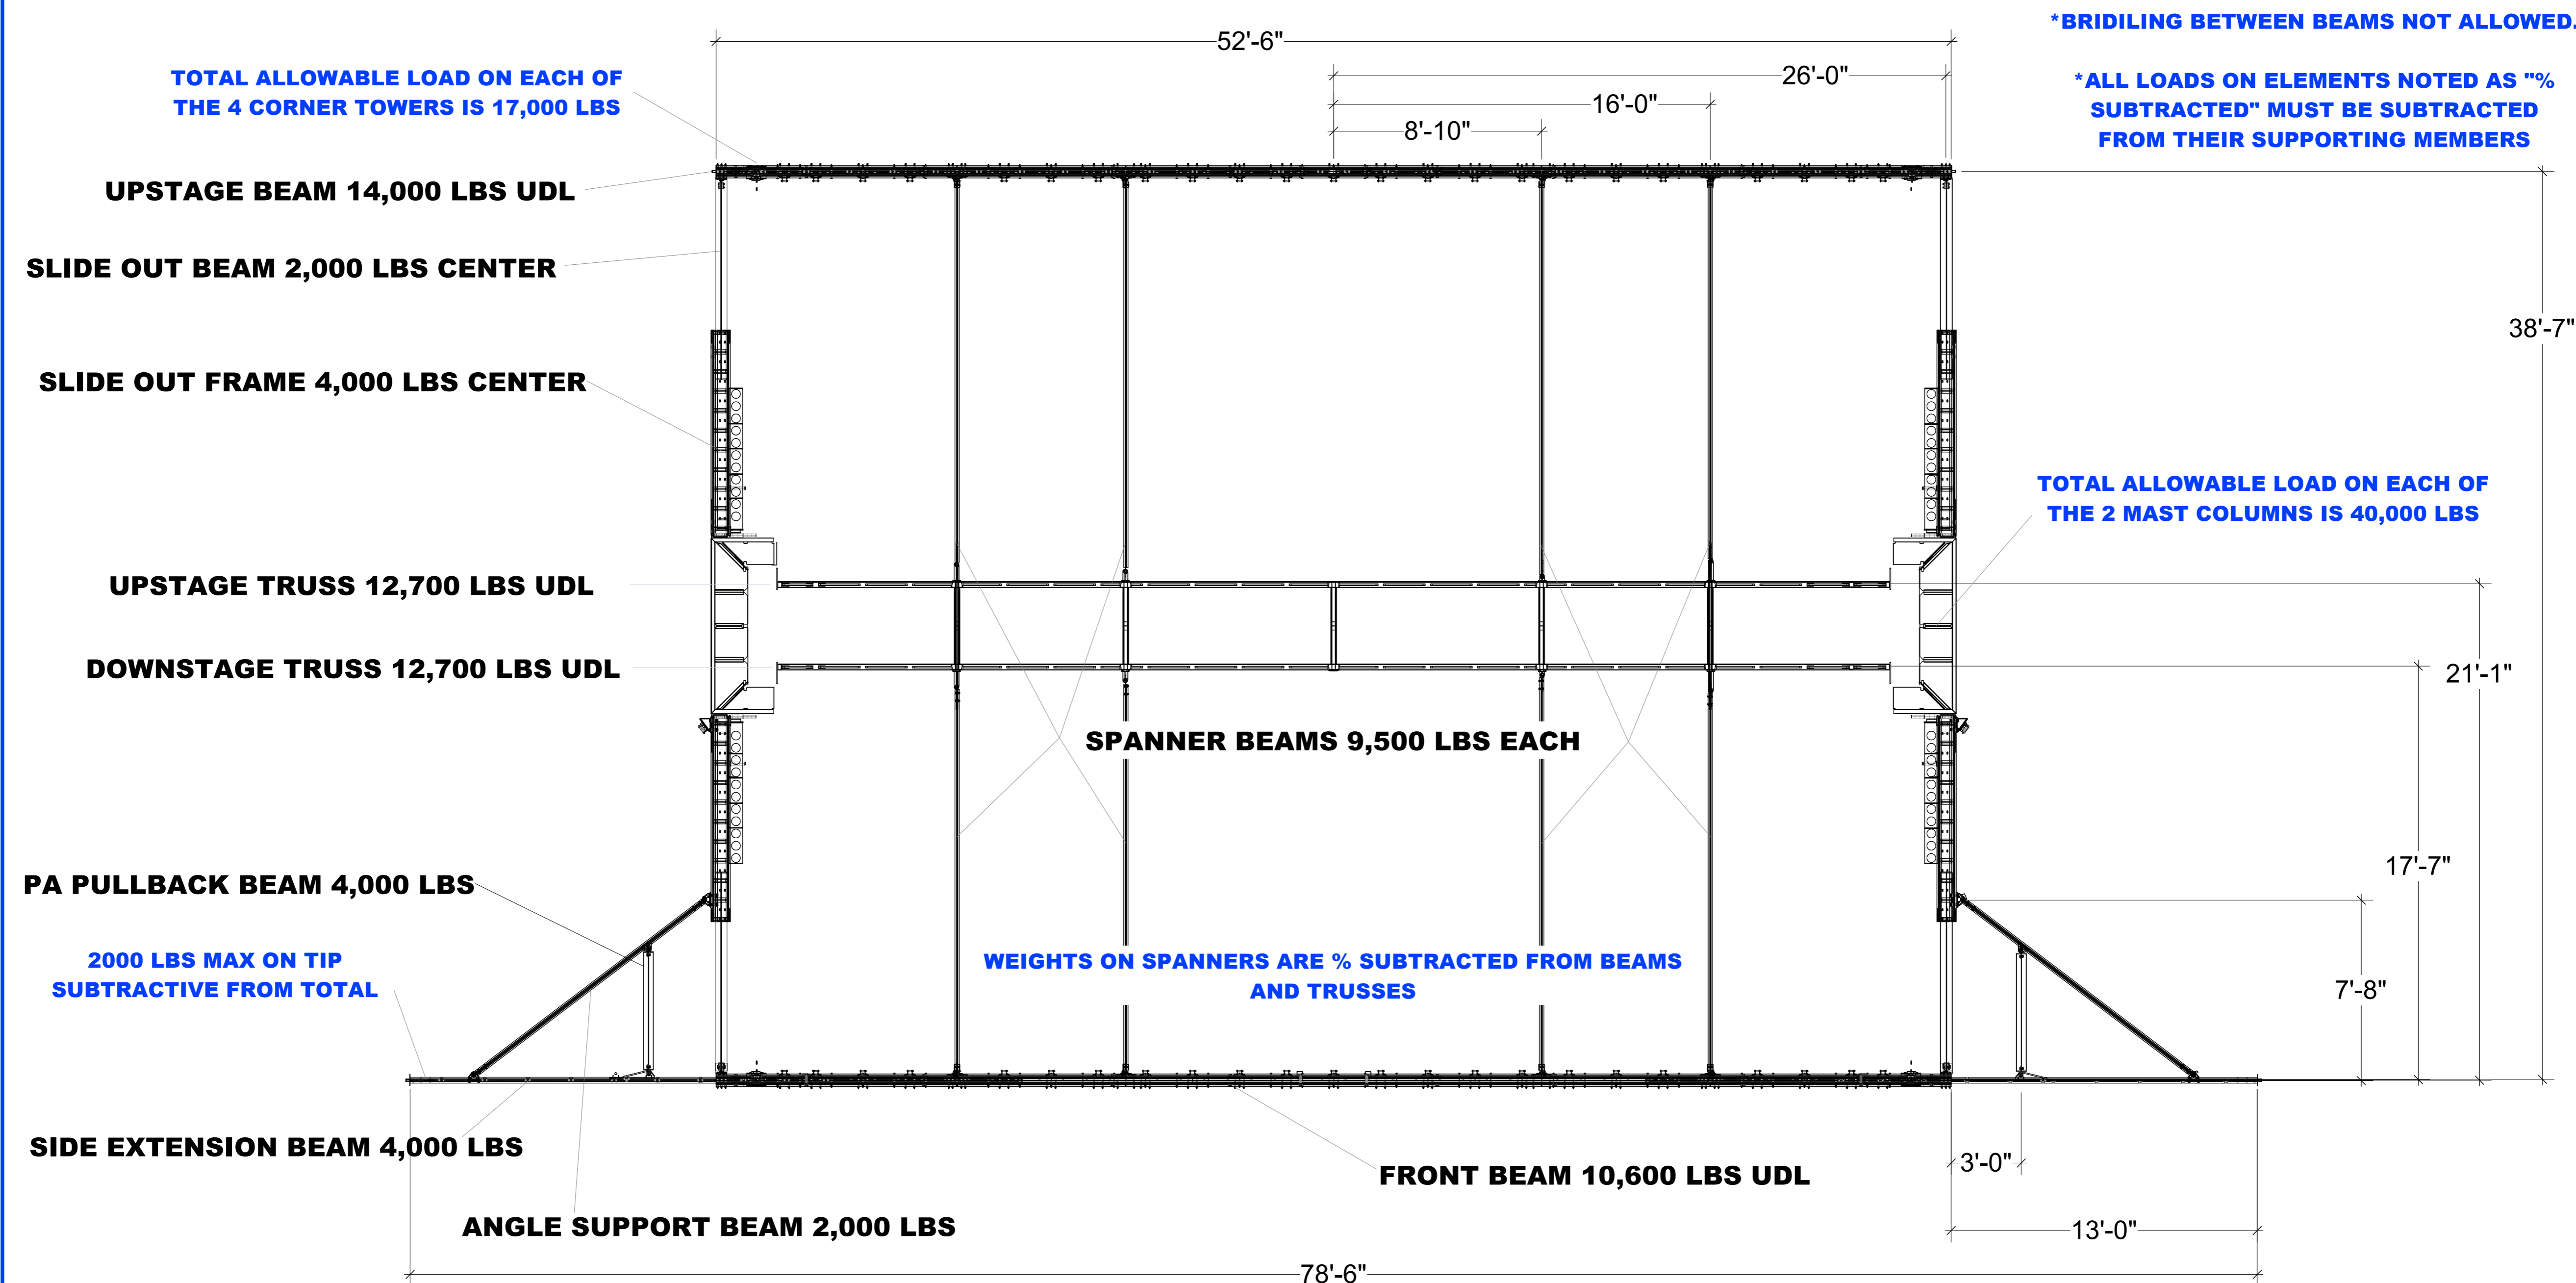 *BRIDILING BETWEEN BEAMS NOT ALLOWED.
52'-6"
TOTAL ALLOWABLE LOAD ON EACH OF
THE 4 CORNER TOWERS IS 17,000 LBS
26'-0"
*ALL LOADS ON ELEMENTS NOTED AS "%
SUBTRACTED" MUST BE SUBTRACTED
FROM THEIR SUPPORTING MEMBERS
16'-0"
8'-10"
UPSTAGE BEAM 14,000 LBS UDL
SLIDE OUT BEAM 2,000 LBS CENTER
38'-7"
SLIDE OUT FRAME 4,000 LBS CENTER
TOTAL ALLOWABLE LOAD ON EACH OF
THE 2 MAST COLUMNS IS 40,000 LBS
UPSTAGE TRUSS 12,700 LBS UDL
DOWNSTAGE TRUSS 12,700 LBS UDL
21'-1"
SPANNER BEAMS 9,500 LBS EACH
17'-7"
PA PULLBACK BEAM 4,000 LBS
2000 LBS MAX ON TIP
SUBTRACTIVE FROM TOTAL
WEIGHTS ON SPANNERS ARE % SUBTRACTED FROM BEAMS
AND TRUSSES
7'-8"
SIDE EXTENSION BEAM 4,000 LBS
3'-0"
FRONT BEAM 10,600 LBS UDL
ANGLE SUPPORT BEAM 2,000 LBS
13'-0"
78'-6"